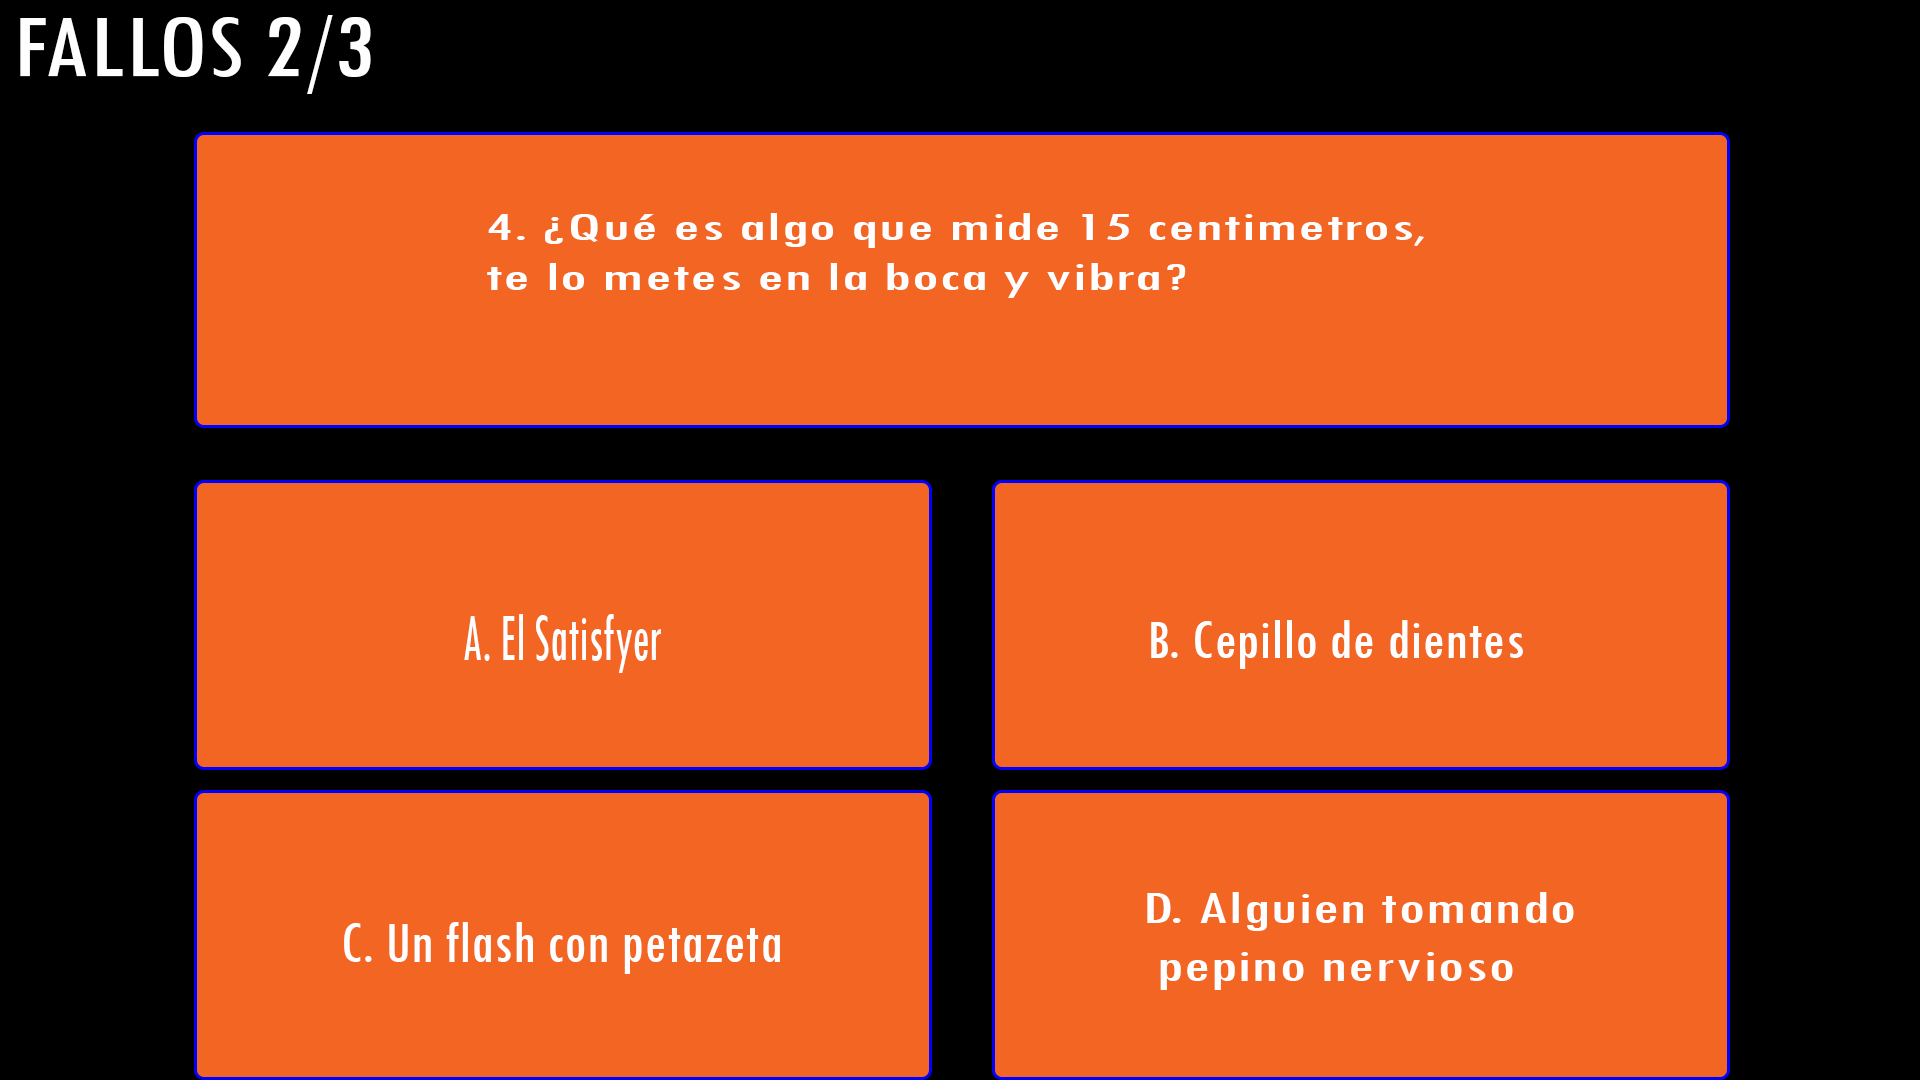 FALLOS 2/3
4. ¿Qué es algo que mide 15 centimetros,
te lo metes en la boca y vibra?
A. El Satisfyer
B. Cepillo de dientes
C. Un flash con petazeta
D. Alguien tomando
pepino nervioso